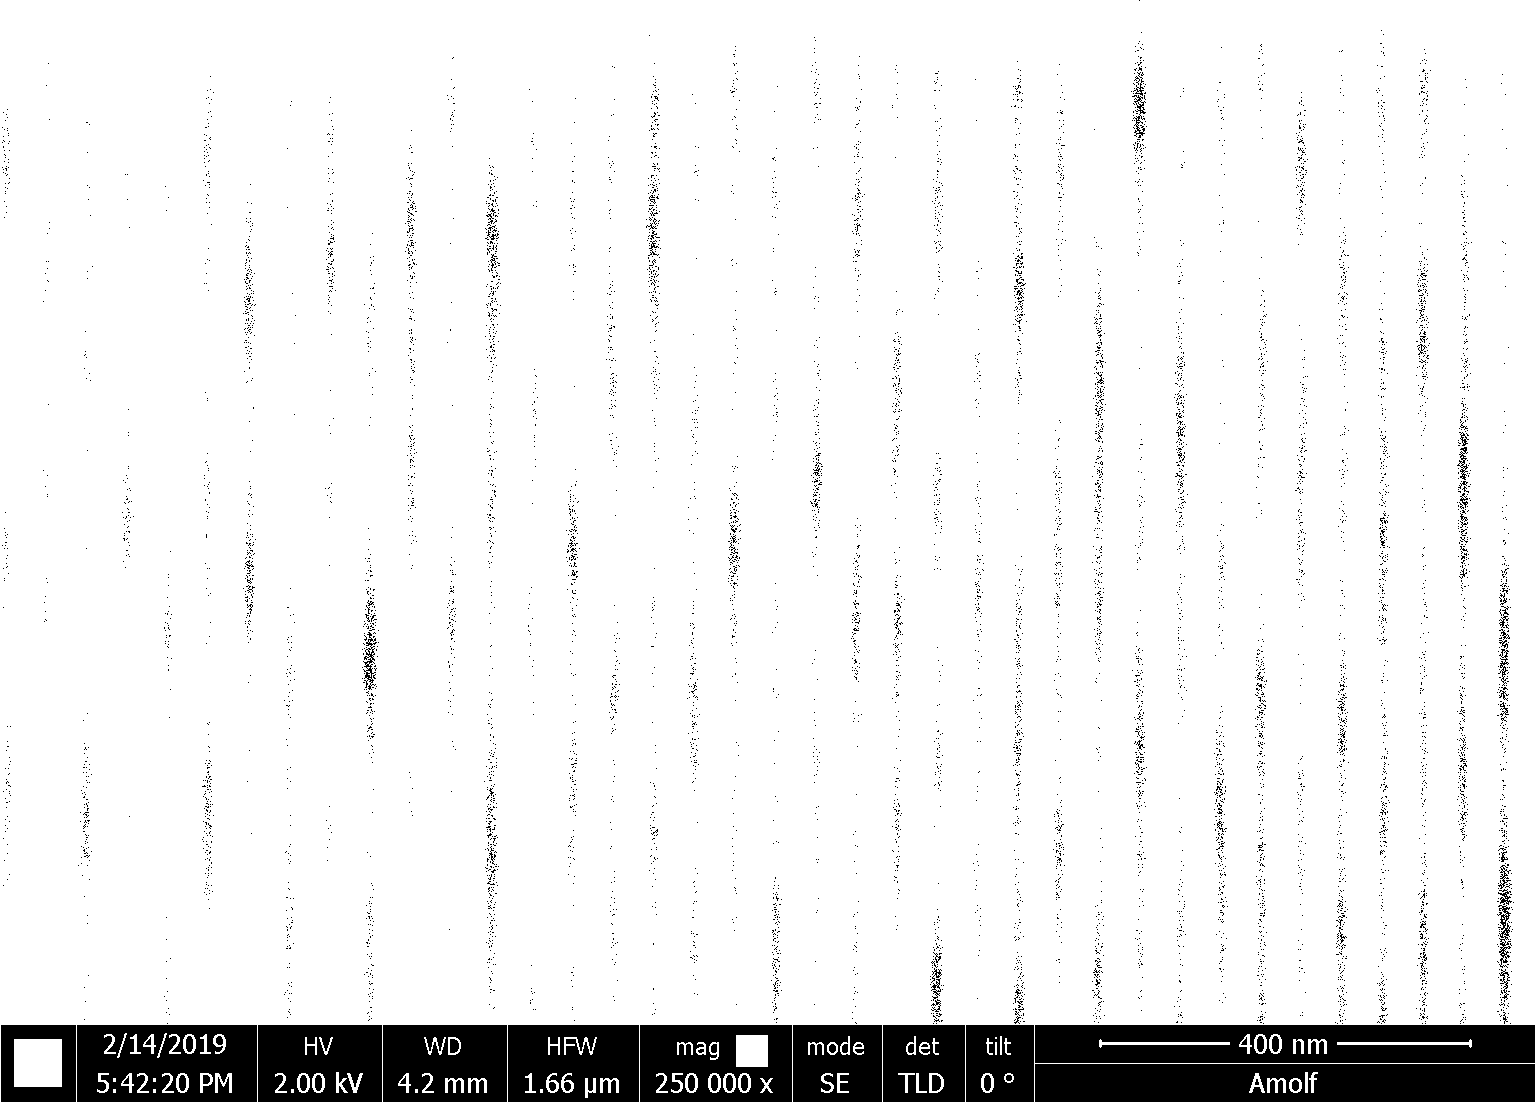 2/14/2019
5:42:20 PM
HV
2.00 kV
WD
4.2 mm
HFW
1.66 µm
mag
250 000 x
mode
SE
det
TLD
tilt
0 °
400 nm
Amolf